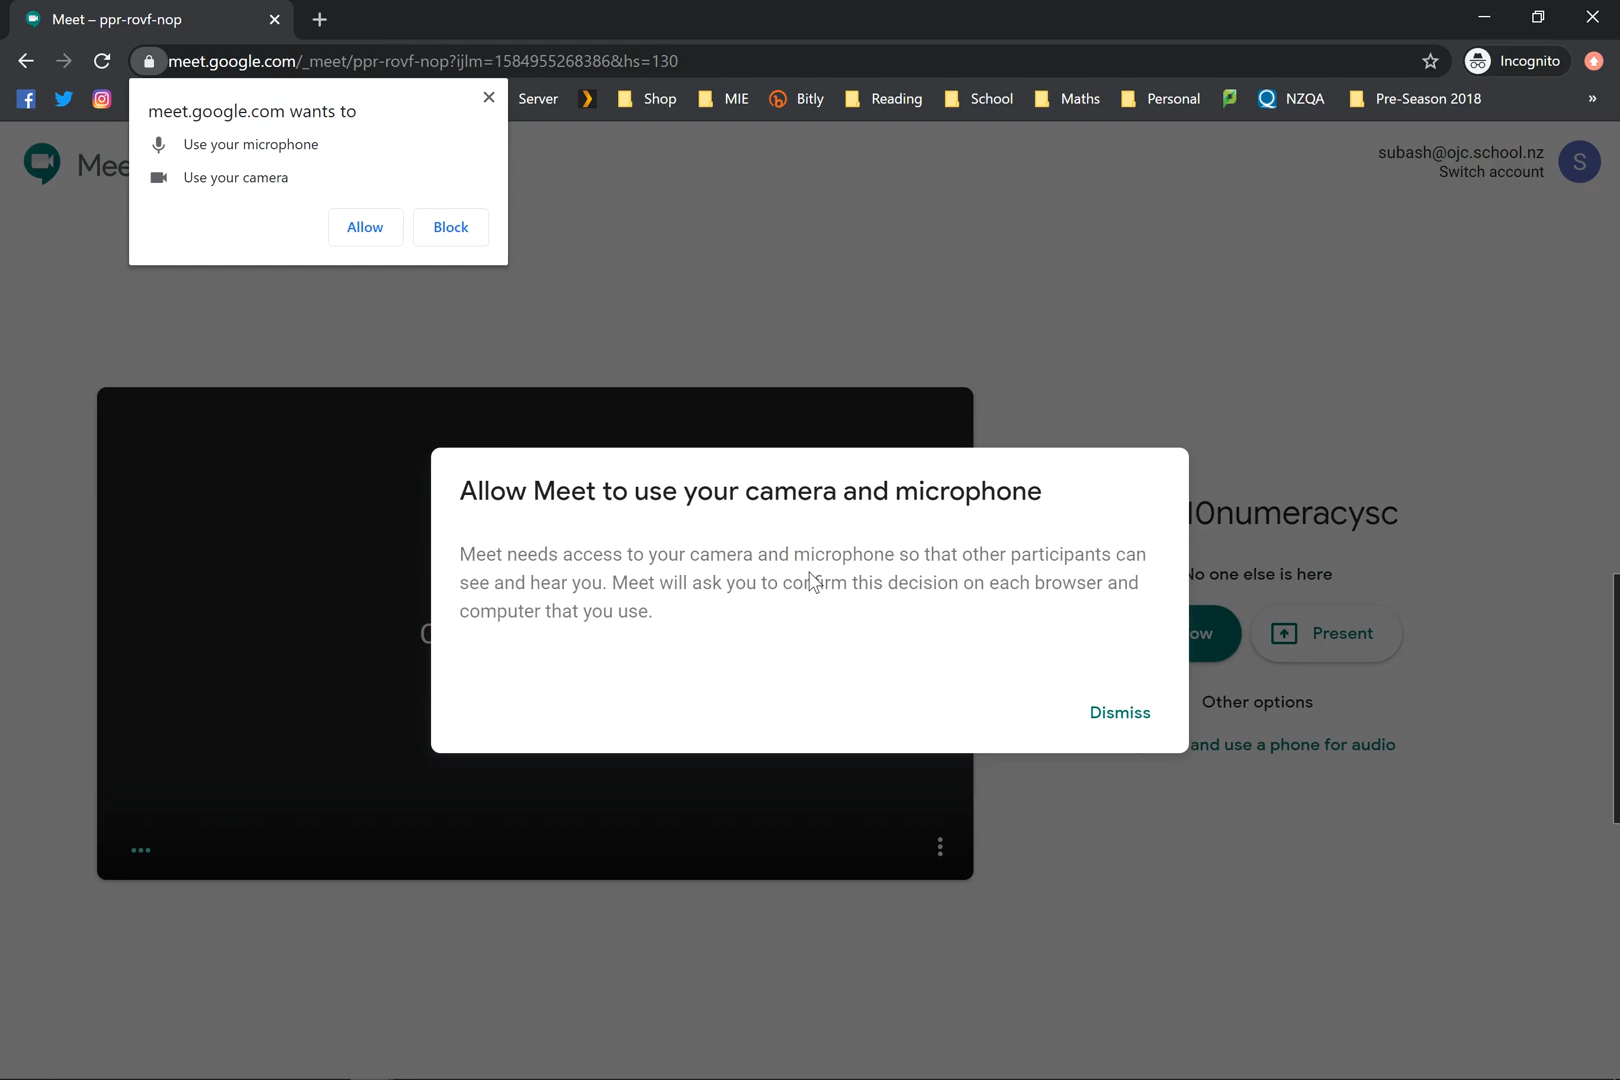 Meet – ppr-rovf-nop
meet.google.com/_meet/ppr-rovf-nop?ijlm=1584955268386&hs=130
Incognito
Server
Shop
MIE
Bitly
Reading
School
Maths
Personal
NZQA
Pre-Season 2018
»
meet.google.com wants to
Use your microphone
Use your camera
Allow
Block
Mee
subash@ojc.school.nz
Switch account
S
Allow Meet to use your camera and microphone
Meet needs access to your camera and microphone so that other participants can
see and hear you. Meet will ask you to confirm this decision on each browser and
computer that you use.
Dismiss
10numeracysc
No one else is here
ow
Present
Other options
and use a phone for audio